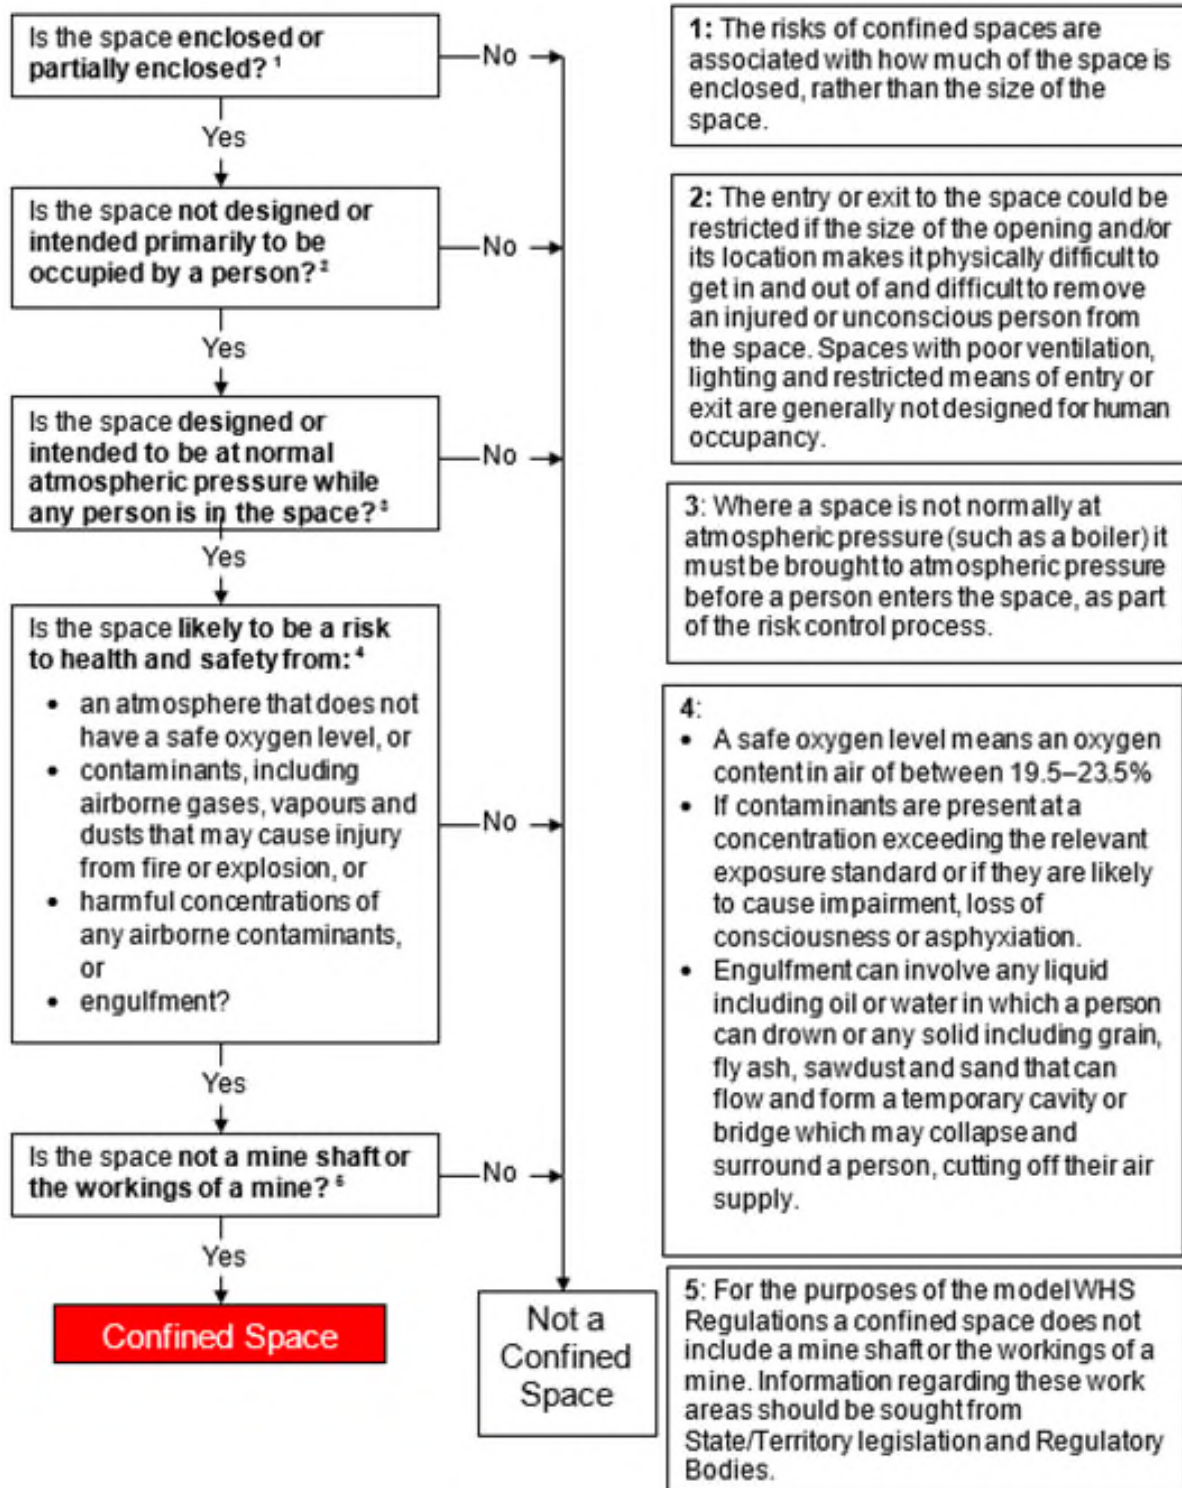 Is the space enclosed or
partially enclosed? ¹
No
Yes
Is the space not designed or
intended primarily to be
occupied by a person? ²
No
Yes
Is the space designed or
intended to be at normal
atmospheric pressure while
any person is in the space? ³
No
Yes
Is the space likely to be a risk
to health and safety from: ⁴
• an atmosphere that does not
have a safe oxygen level, or
• contaminants, including
airborne gases, vapours and
dusts that may cause injury
from fire or explosion, or
• harmful concentrations of
any airborne contaminants,
or
• engulfment?
No
Yes
Is the space not a mine shaft or
the workings of a mine? ⁵
No
Yes
Confined Space
Not a
Confined
Space
1: The risks of confined spaces are
associated with how much of the space is
enclosed, rather than the size of the
space.
2: The entry or exit to the space could be
restricted if the size of the opening and/or
its location makes it physically difficult to
get in and out of and difficult to remove
an injured or unconscious person from
the space. Spaces with poor ventilation,
lighting and restricted means of entry or
exit are generally not designed for human
occupancy.
3: Where a space is not normally at
atmospheric pressure (such as a boiler) it
must be brought to atmospheric pressure
before a person enters the space, as part
of the risk control process.
4:
• A safe oxygen level means an oxygen
content in air of between 19.5–23.5%
• If contaminants are present at a
concentration exceeding the relevant
exposure standard or if they are likely
to cause impairment, loss of
consciousness or asphyxiation.
• Engulfment can involve any liquid
including oil or water in which a person
can drown or any solid including grain,
fly ash, sawdust and sand that can
flow and form a temporary cavity or
bridge which may collapse and
surround a person, cutting off their air
supply.
5: For the purposes of the model WHS
Regulations a confined space does not
include a mine shaft or the workings of a
mine. Information regarding these work
areas should be sought from
State/Territory legislation and Regulatory
Bodies.